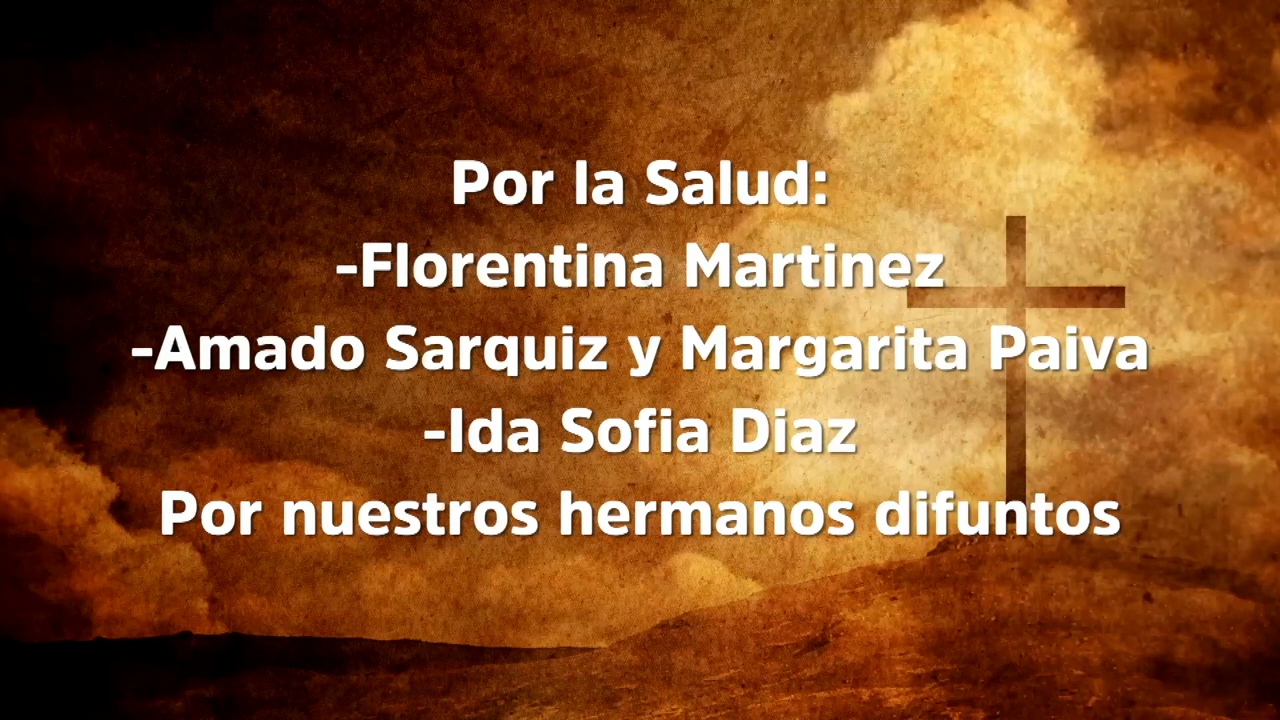 Por la Salud:
-Florentina Martinez
-Amado Sarquiz y Margarita Paiva
-Ida Sofia Diaz
Por nuestros hermanos difuntos